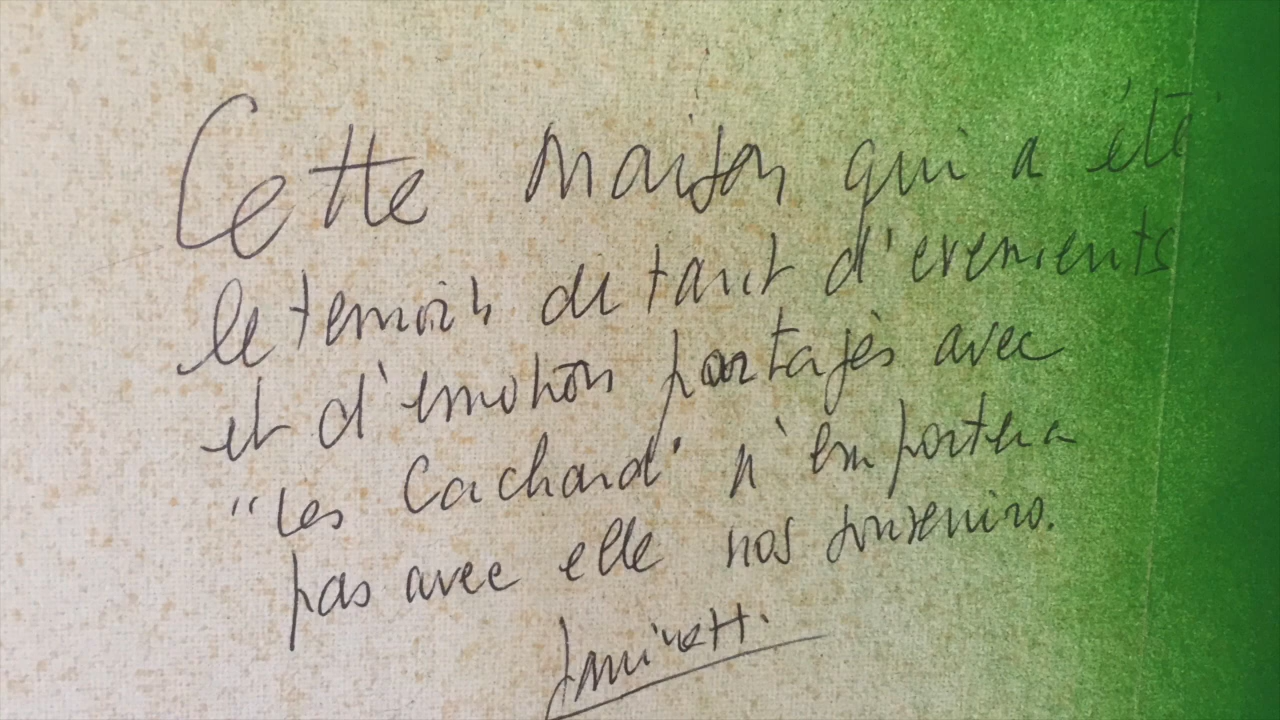 Cette maison qui a été
le temoin de tant d'evenements
et d'emotion partagés avec
"Les Cachard" n'emportera
pas avec elle nos souvenirs.